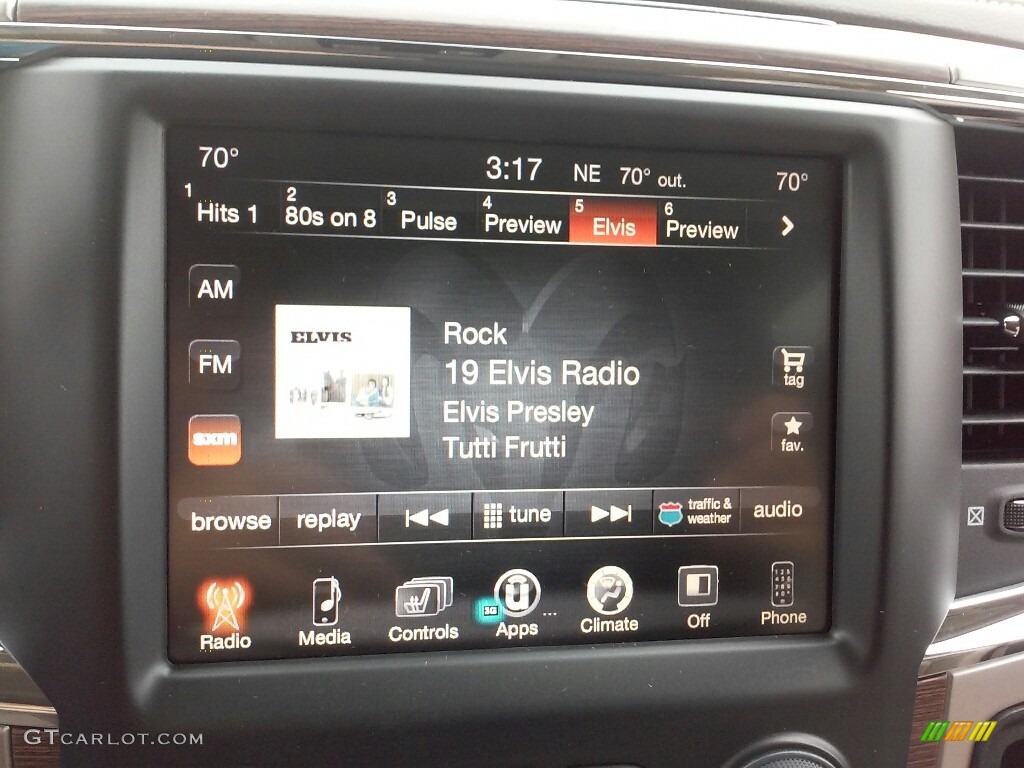 70° 3:17 NE 70° out. 70°
1 Hits 1 2 80s on 8 3 Pulse 4 Preview 5 Elvis 6 Preview
AM
FM
sxm
ELVIS
Rock
19 Elvis Radio
Elvis Presley
Tutti Frutti
tag
fav.
browse replay tune traffic & weather audio
3G
Radio Media Controls Apps ... Climate Off Phone
GTCARLOT.COM